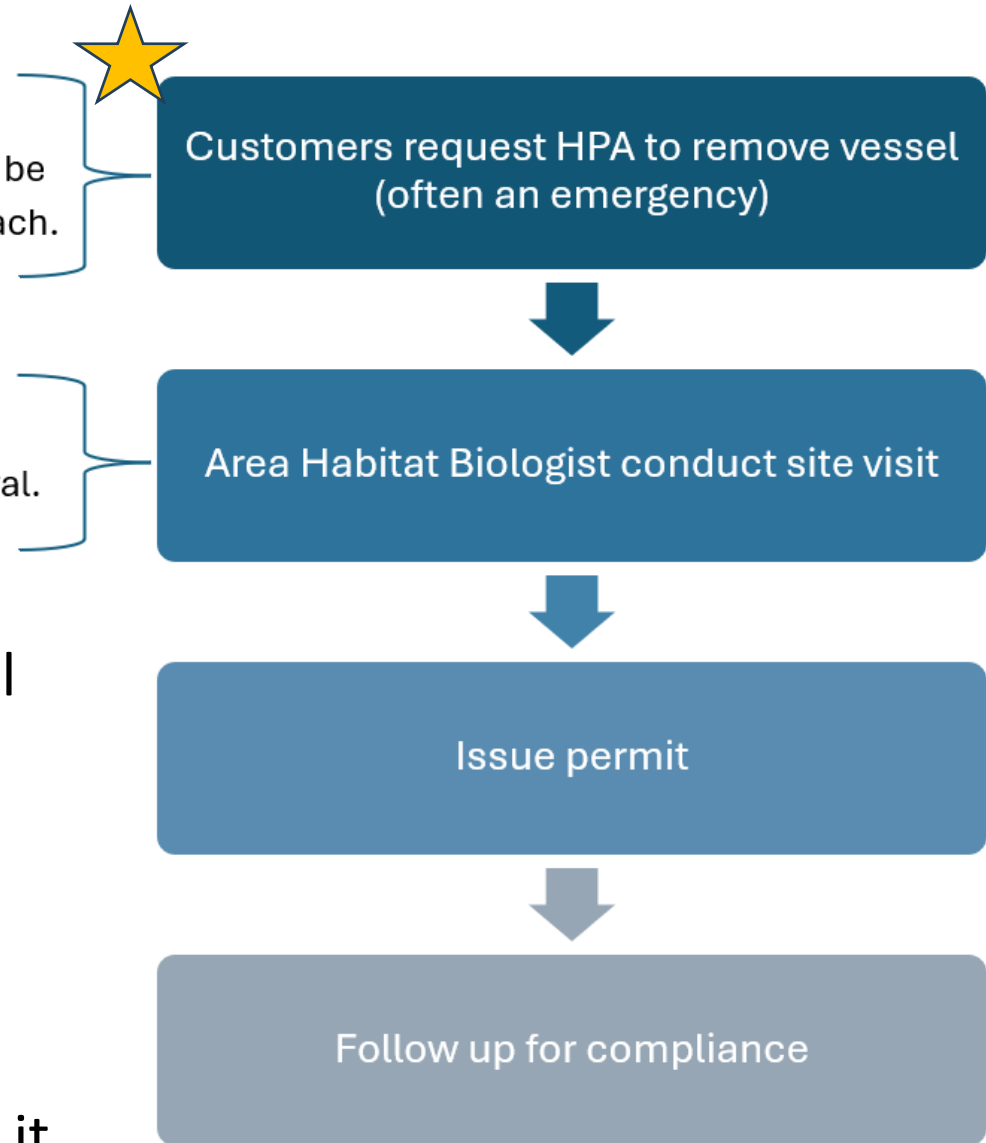 Customers request HPA to remove vessel
(often an emergency)
be
ach.
Area Habitat Biologist conduct site visit
al.
l
Issue permit
Follow up for compliance
it